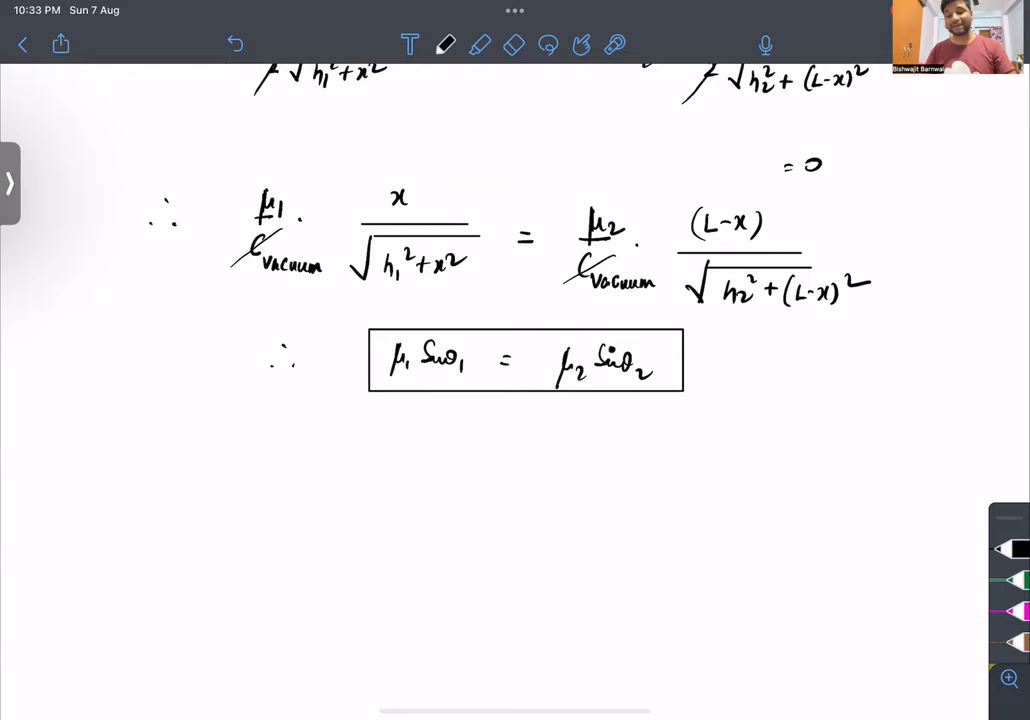 10:33 PM Sun 7 Aug
Bishwajit Barnwal
√h₁²+x² 2 √h₂²+(L-x)²
= 0
∴ μ₁/C vacuum . x/√h₁²+x² = μ₂/C vacuum . (L-x)/√h₂²+(L-x)²
∴ μ₁ Sinθ₁ = μ₂ Sinθ₂